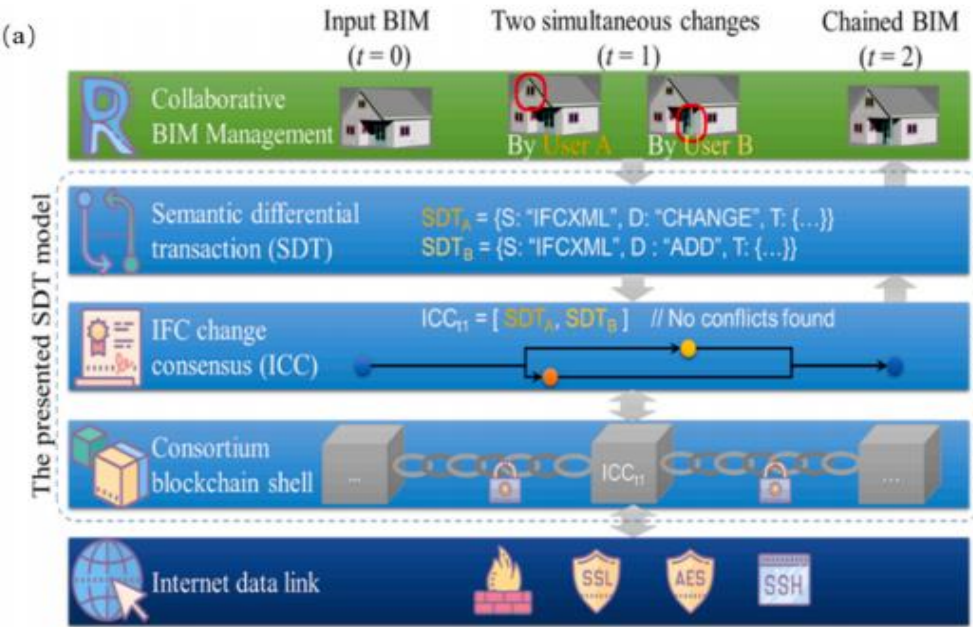 (a)
Input BIM
(t = 0)
Two simultaneous changes
(t = 1)
Chained BIM
(t = 2)
R
Collaborative
BIM Management
By User A
By User B
The presented SDT model
Semantic differential
transaction (SDT)
SDTA = {S: “IFCXML”, D: “CHANGE”, T: {...}}
SDTB = {S: “IFCXML”, D : “ADD”, T: {...}}
IFC change
consensus (ICC)
ICCT1 = [ SDTA, SDTB ] // No conflicts found
Consortium
blockchain shell
...
ICCT1
...
Internet data link
SSL
AES
SSH